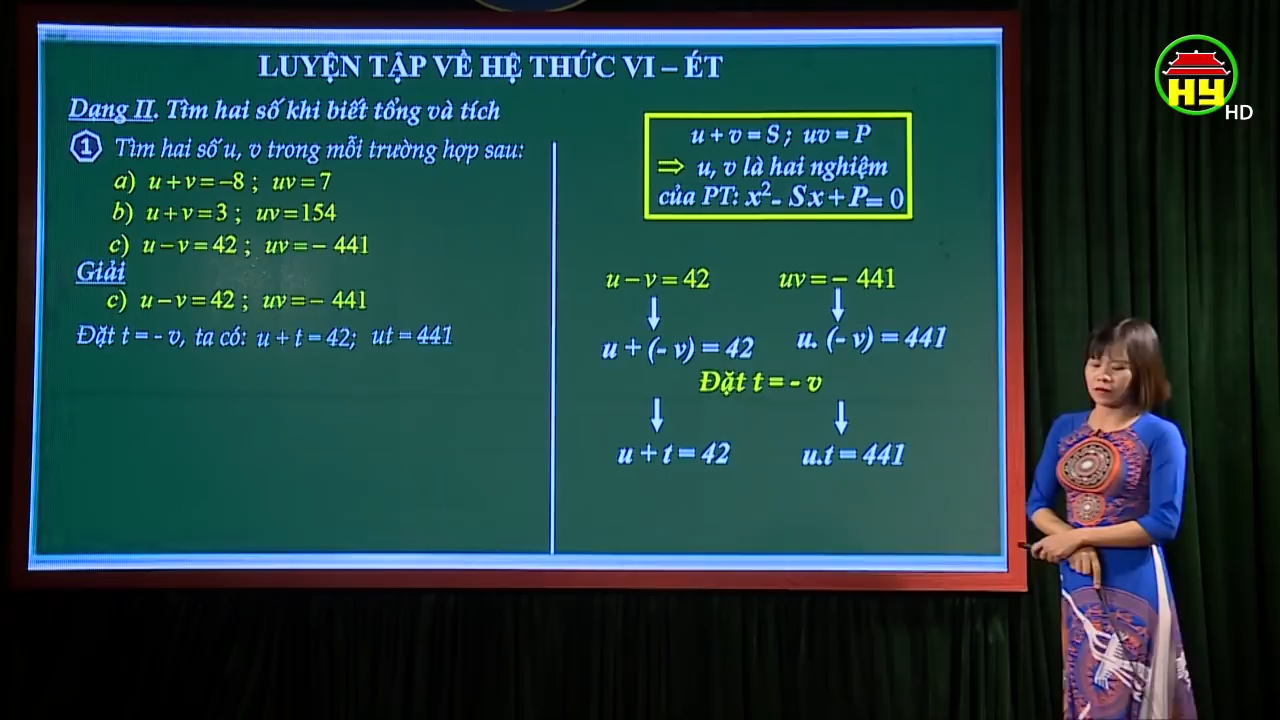 LUYỆN TẬP VỀ HỆ THỨC VI – ÉT
Dạng II. Tìm hai số khi biết tổng và tích
1 Tìm hai số u, v trong mỗi trường hợp sau:
a) u + v = –8 ; uv = 7
b) u + v = 3 ; uv = 154
c) u – v = 42 ; uv = – 441
Giải
c) u – v = 42 ; uv = – 441
Đặt t = - v, ta có: u + t = 42; ut = 441
u + v = S ; uv = P
⇒ u, v là hai nghiệm
của PT: x² - Sx + P = 0
u – v = 42 uv = – 441
u + (- v) = 42 u. (- v) = 441
Đặt t = - v
u + t = 42 u.t = 441
HY
HD